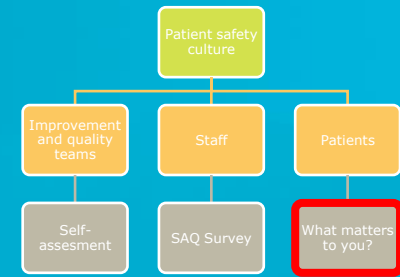 Patient safety
culture
Improvement
and quality
teams
Staff
Patients
Self-
assesment
SAQ Survey
What matters
to you?